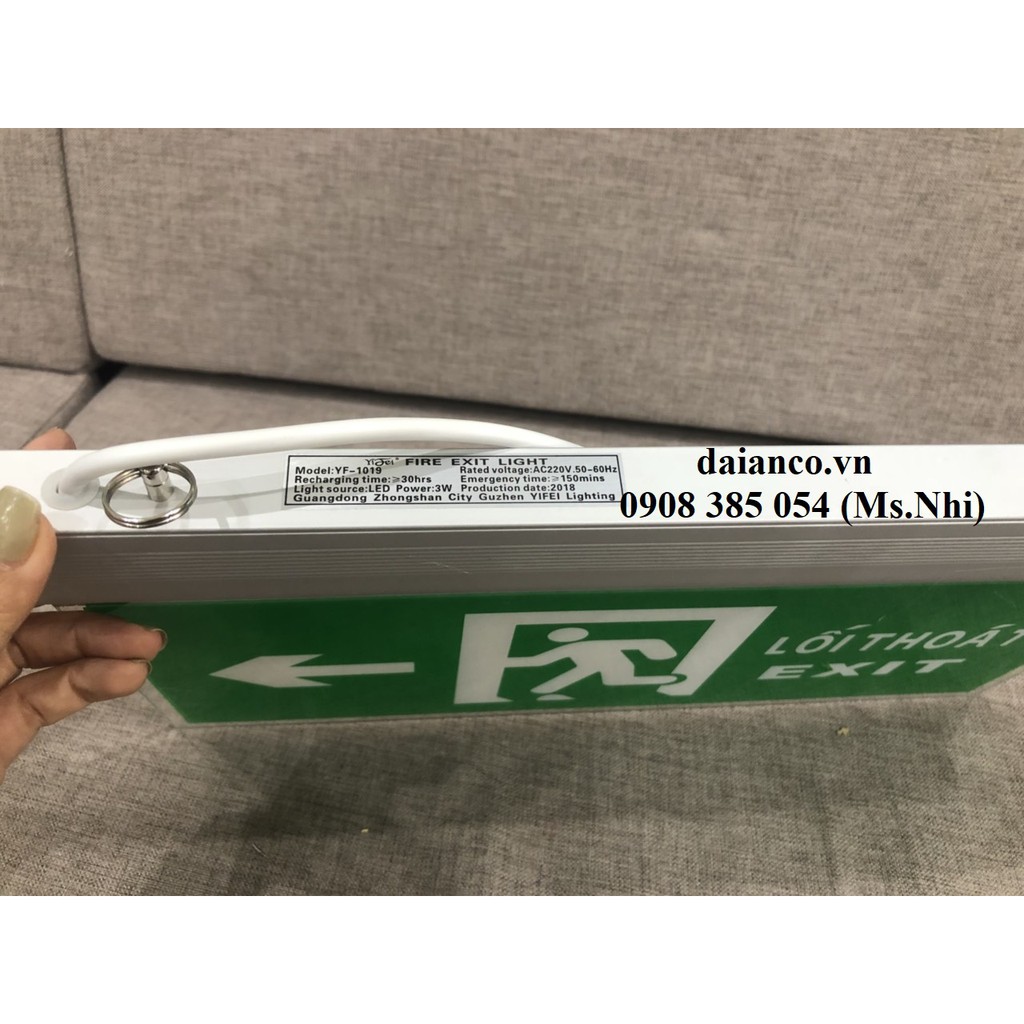 YiFei FIRE EXIT LIGHT
Model:YF-1019 Rated voltage:AC220V.50-60Hz
Recharging time:≥30hrs Emergency time:≥150mins
Light source:LED Power:3W Production date:2018
Guangdong Zhongshan City Guzhen YIFEI Lighting
daianco.vn
0908 385 054 (Ms.Nhi)
LỐI THOÁT
EXIT